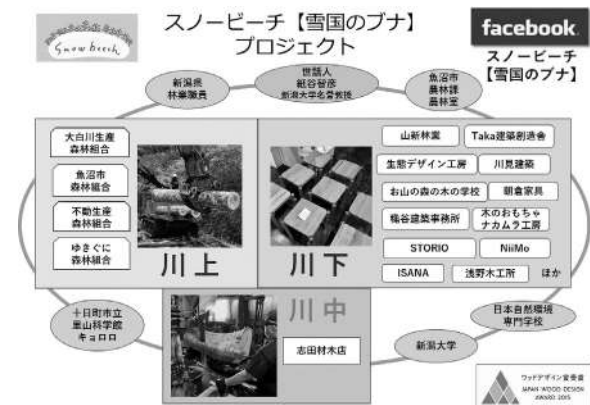 Snow beech
スノービーチ【雪国のブナ】
プロジェクト
facebook
スノービーチ
【雪国のブナ】
新潟県
林業職員
世話人
紙谷智彦
新潟大学名誉教授
魚沼市
農林課
農林室
大白川生産
森林組合
魚沼市
森林組合
不動生産
森林組合
ゆきぐに
森林組合
川上
川下
山新林業
Taka建築創造舎
生態デザイン工房
川見建築
お山の森の木の学校
朝倉家具
桶谷建築事務所
木のおもちゃ
ナカムラ工房
STORIO
NiiMo
ISANA
浅野木工所
ほか
川中
志田材木店
十日町市立
里山科学館
キョロロ
新潟大学
日本自然環境
専門学校
ウッドデザイン賞受賞
JAPAN WOOD DESIGN
AWARD 2015